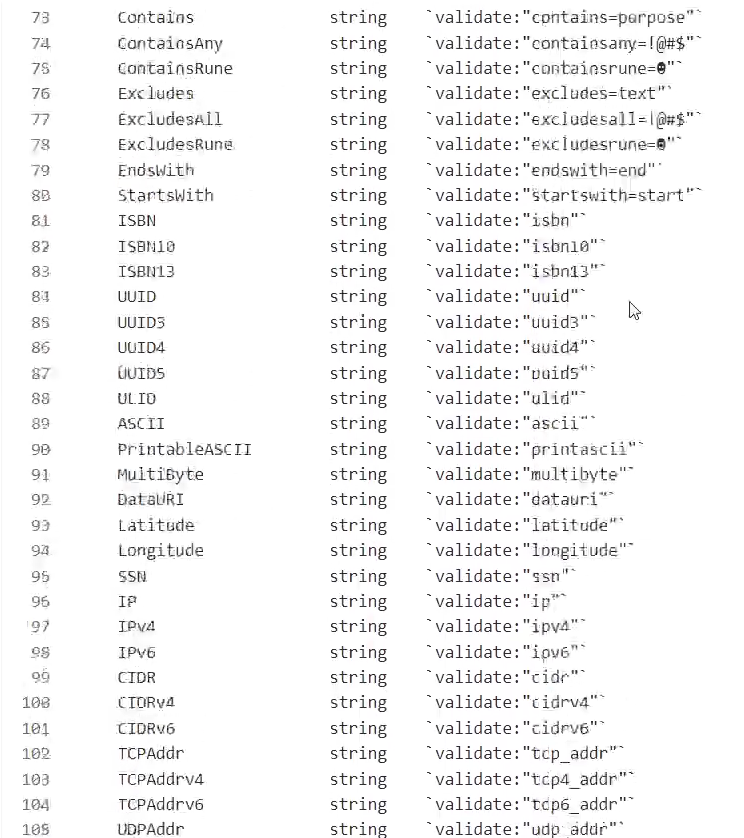 73 Contains string `validate:"contains=purpose"`
74 ContainsAny string `validate:"containsany=!@#$"`
75 ContainsRune string `validate:"containsrune=☻"`
76 Excludes string `validate:"excludes=text"`
77 ExcludesAll string `validate:"excludesall=!@#$"`
78 ExcludesRune string `validate:"excludesrune=☻"`
79 EndsWith string `validate:"endswith=end"`
80 StartsWith string `validate:"startswith=start"`
81 ISBN string `validate:"isbn"`
82 ISBN10 string `validate:"isbn10"`
83 ISBN13 string `validate:"isbn13"`
84 UUID string `validate:"uuid"`
85 UUID3 string `validate:"uuid3"`
86 UUID4 string `validate:"uuid4"`
87 UUID5 string `validate:"uuid5"`
88 ULID string `validate:"ulid"`
89 ASCII string `validate:"ascii"`
90 PrintableASCII string `validate:"printascii"`
91 MultiByte string `validate:"multibyte"`
92 DataURI string `validate:"datauri"`
93 Latitude string `validate:"latitude"`
94 Longitude string `validate:"longitude"`
95 SSN string `validate:"ssn"`
96 IP string `validate:"ip"`
97 IPv4 string `validate:"ipv4"`
98 IPv6 string `validate:"ipv6"`
99 CIDR string `validate:"cidr"`
100 CIDRv4 string `validate:"cidrv4"`
101 CIDRv6 string `validate:"cidrv6"`
102 TCPAddr string `validate:"tcp_addr"`
103 TCPAddrv4 string `validate:"tcp4_addr"`
104 TCPAddrv6 string `validate:"tcp6_addr"`
105 UDPAddr string `validate:"udp_addr"`